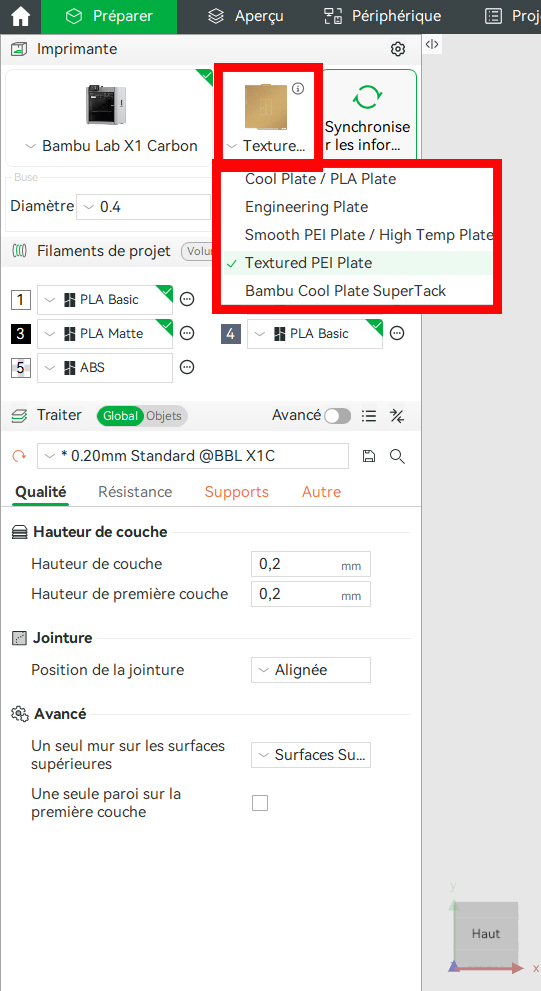 Préparer
Aperçu
Périphérique
Proj
Imprimante
Bambu Lab X1 Carbon
Texture...
Synchronise
r les infor...
Buse
Diamètre
0.4
Cool Plate / PLA Plate
Engineering Plate
Smooth PEI Plate / High Temp Plate
Textured PEI Plate
Bambu Cool Plate SuperTack
Filaments de projet
Volu
1 PLA Basic
3 PLA Matte
4 PLA Basic
5 ABS
Traiter
Global
Objets
Avancé
* 0.20mm Standard @BBL X1C
Qualité
Résistance
Supports
Autre
Hauteur de couche
Hauteur de couche 0,2 mm
Hauteur de première couche 0,2 mm
Jointure
Position de la jointure Alignée
Avancé
Un seul mur sur les surfaces
supérieures
Surfaces Su...
Une seule paroi sur la
première couche
y
Haut
x